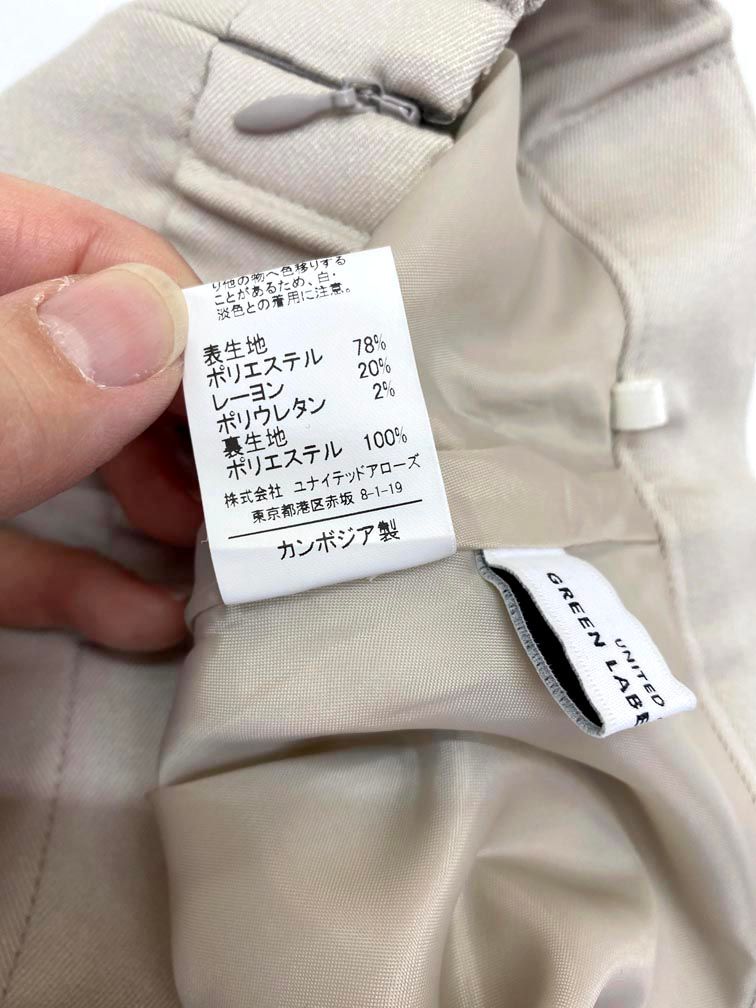 り他の物へ色移りする
ことがあるため、白・
淡色との着用に注意。
表生地
ポリエステル 78%
レーヨン 20%
ポリウレタン 2%
裏生地
ポリエステル 100%
株式会社 ユナイテッドアローズ
東京都港区赤坂 8-1-19
カンボジア製
UNITED
GREEN LABE